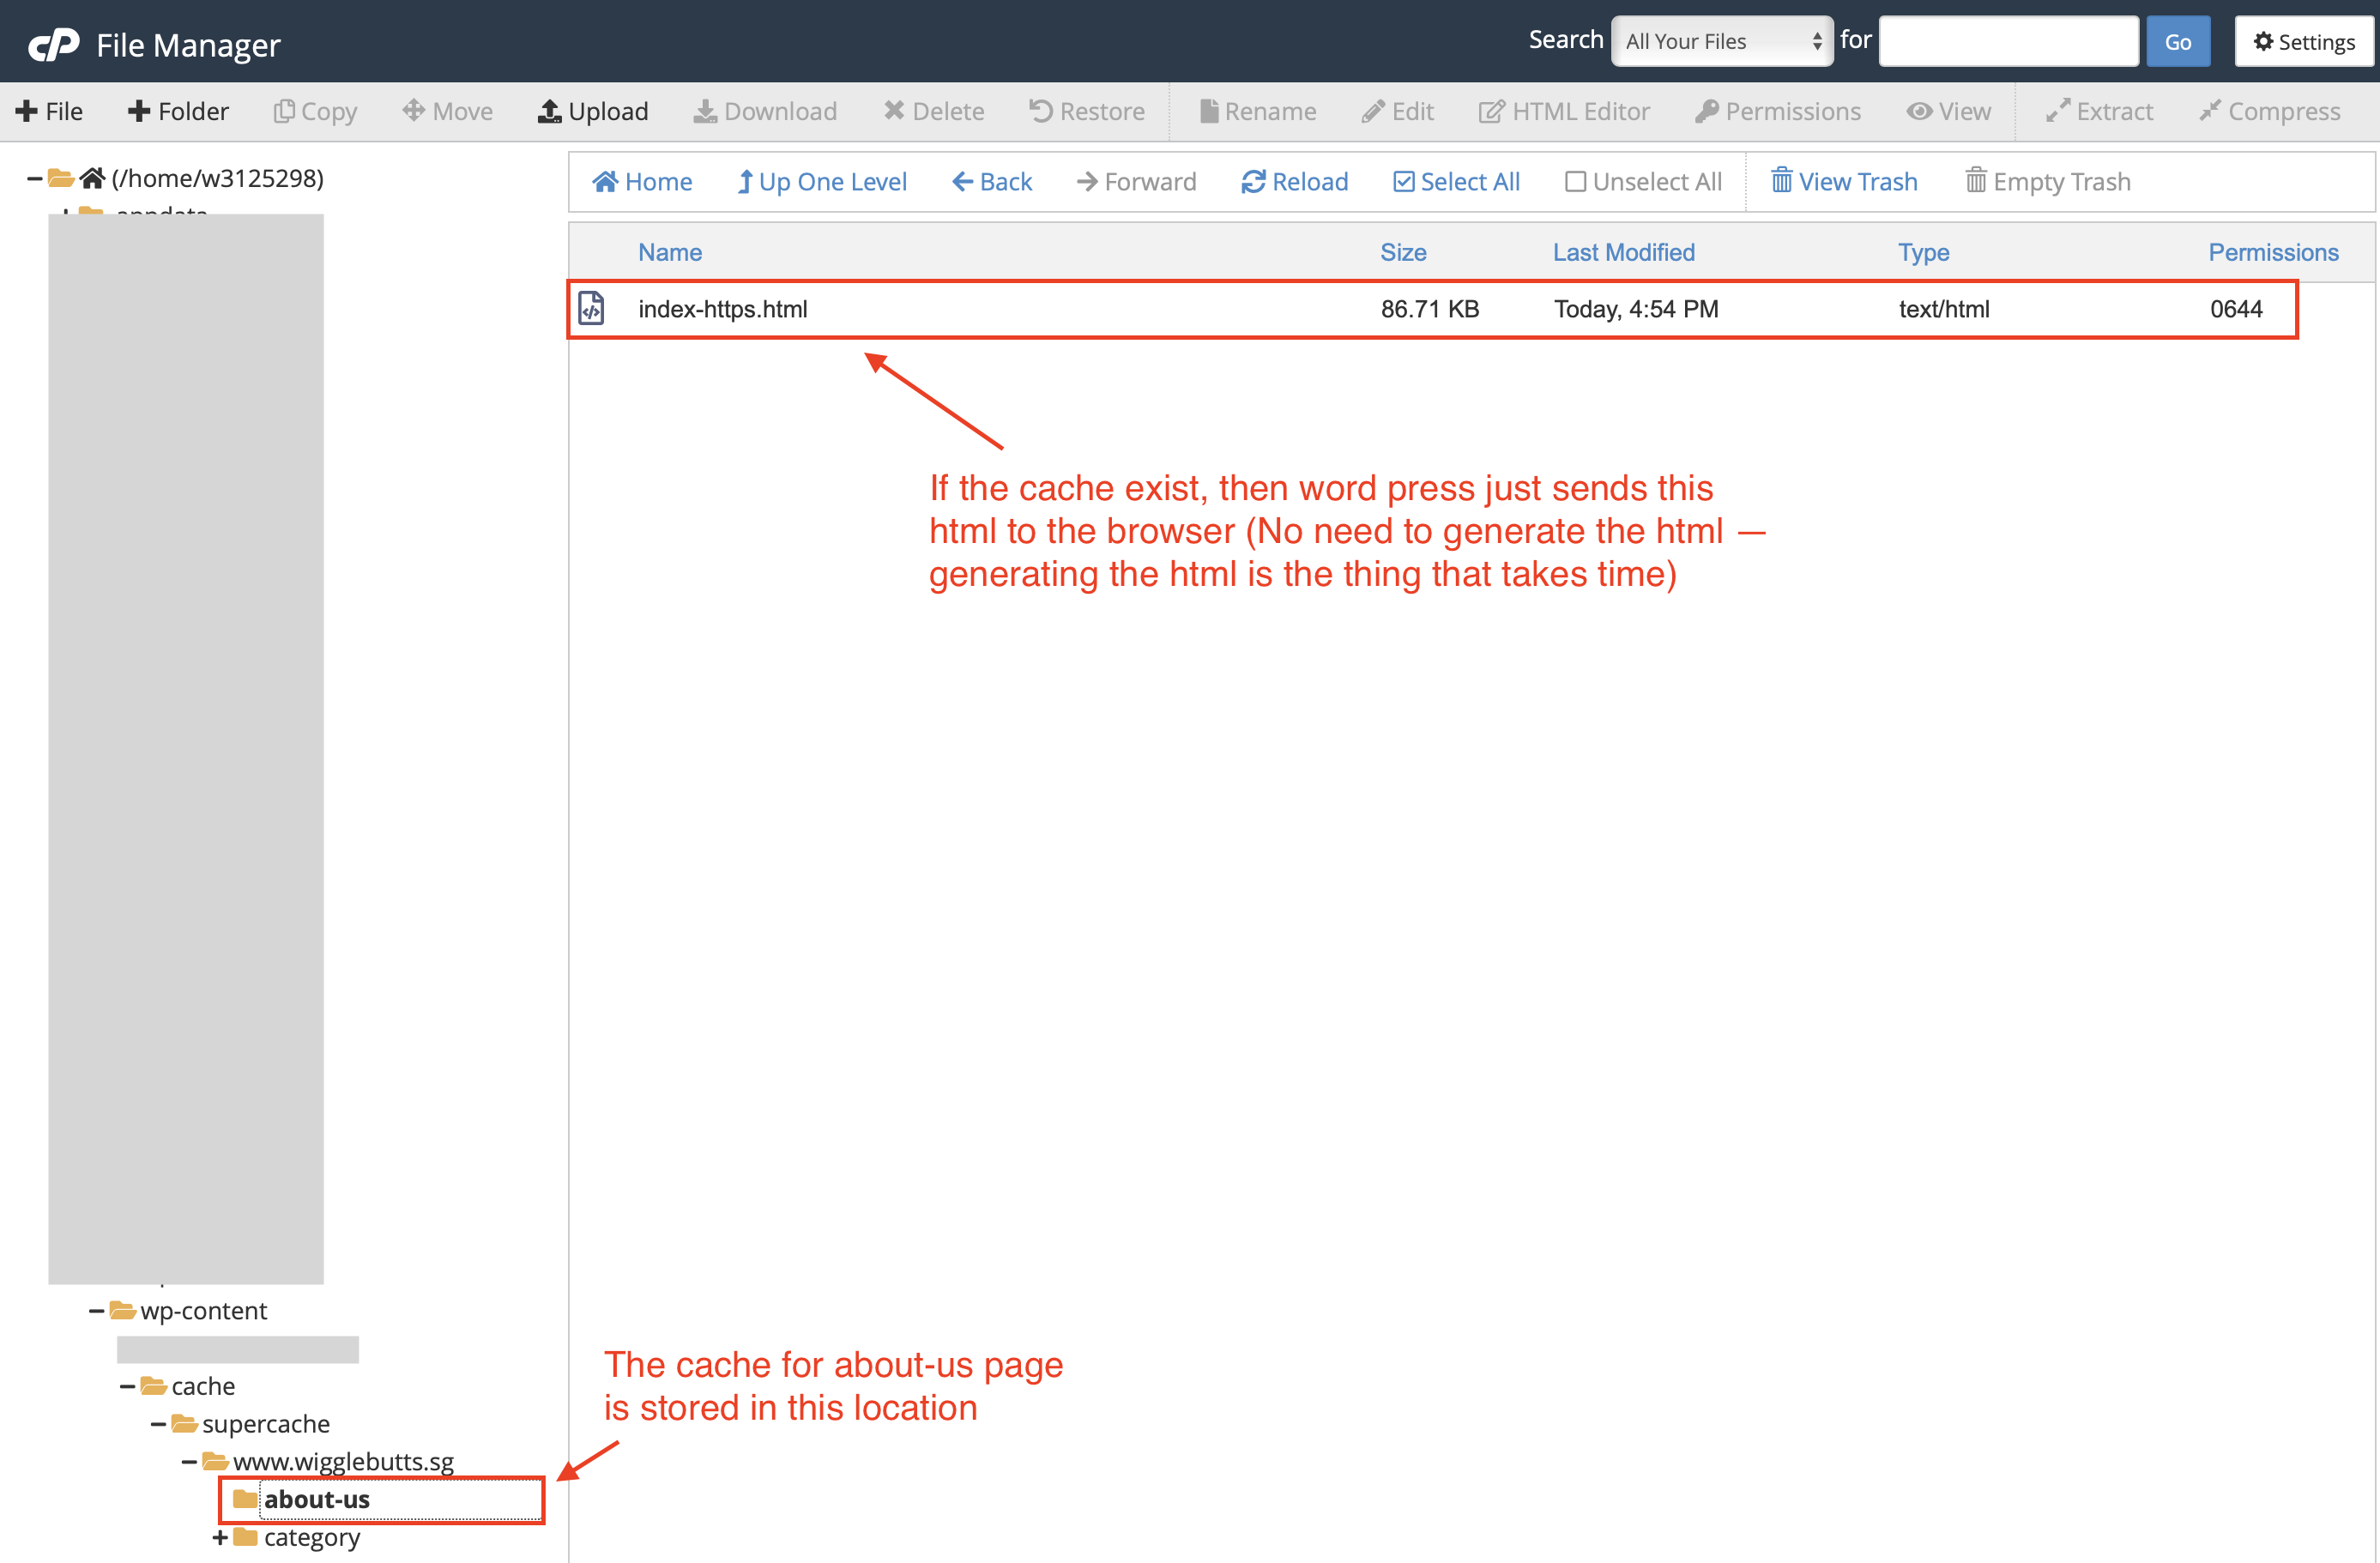 cP File Manager
Search All Your Files for Go Settings
File Folder Copy Move Upload Download Delete Restore Rename Edit HTML Editor Permissions View Extract Compress
(/home/w3125298)
Home Up One Level Back Forward Reload Select All Unselect All View Trash Empty Trash
Name Size Last Modified Type Permissions
index-https.html 86.71 KB Today, 4:54 PM text/html 0644
If the cache exist, then word press just sends this
html to the browser (No need to generate the html —
generating the html is the thing that takes time)
wp-content
cache
supercache
www.wigglebutts.sg
about-us
category
The cache for about-us page
is stored in this location